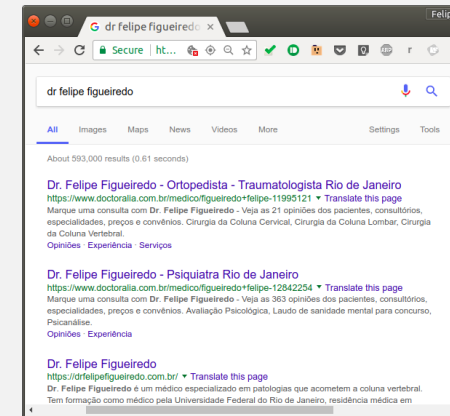 Felip
dr felipe figueiredo
Secure ht...
dr felipe figueiredo
All Images Maps News Videos More Settings Tools
About 593,000 results (0.61 seconds)
Dr. Felipe Figueiredo - Ortopedista - Traumatologista Rio de Janeiro
https://www.doctoralia.com.br/medico/figueiredo+felipe-11995121 ▼ Translate this page
Marque uma consulta com Dr. Felipe Figueiredo - Veja as 21 opiniões dos pacientes, consultórios,
especialidades, preços e convênios. Cirurgia da Coluna Cervical, Cirurgia da Coluna Lombar, Cirurgia
da Coluna Vertebral.
Opiniões · Experiência · Serviços
Dr. Felipe Figueiredo - Psiquiatra Rio de Janeiro
https://www.doctoralia.com.br/medico/figueiredo+felipe-12842254 ▼ Translate this page
Marque uma consulta com Dr. Felipe Figueiredo - Veja as 363 opiniões dos pacientes, consultórios,
especialidades, preços e convênios. Avaliação Psicológica, Laudo de sanidade mental para concurso,
Psicanálise.
Opiniões · Experiência
Dr. Felipe Figueiredo
https://drfelipefigueiredo.com.br/ ▼ Translate this page
Dr. Felipe Figueiredo é um médico especializado em patologias que acometem a coluna vertebral.
Tem formação como médico pela Universidade Federal do Rio de Janeiro, residência médica em